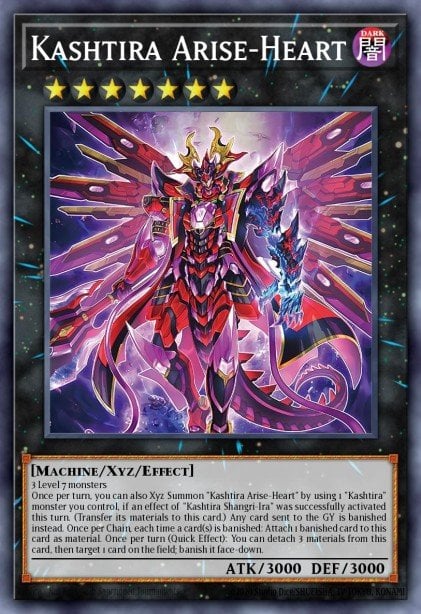 Kashtira Arise-Heart
DARK
闇
[Machine/Xyz/Effect]
3 Level 7 monsters
Once per turn, you can also Xyz Summon "Kashtira Arise-Heart" by using 1 "Kashtira"
monster you control, if an effect of "Kashtira Shangri-Ira" was successfully activated
this turn. (Transfer its materials to this card.) Any card sent to the GY is banished
instead. Once per Chain, each time a card(s) is banished: Attach 1 banished card to this
card as material. Once per turn (Quick Effect): You can detach 3 materials from this
card, then target 1 card on the field; banish it face-down.
ATK/3000 DEF/3000